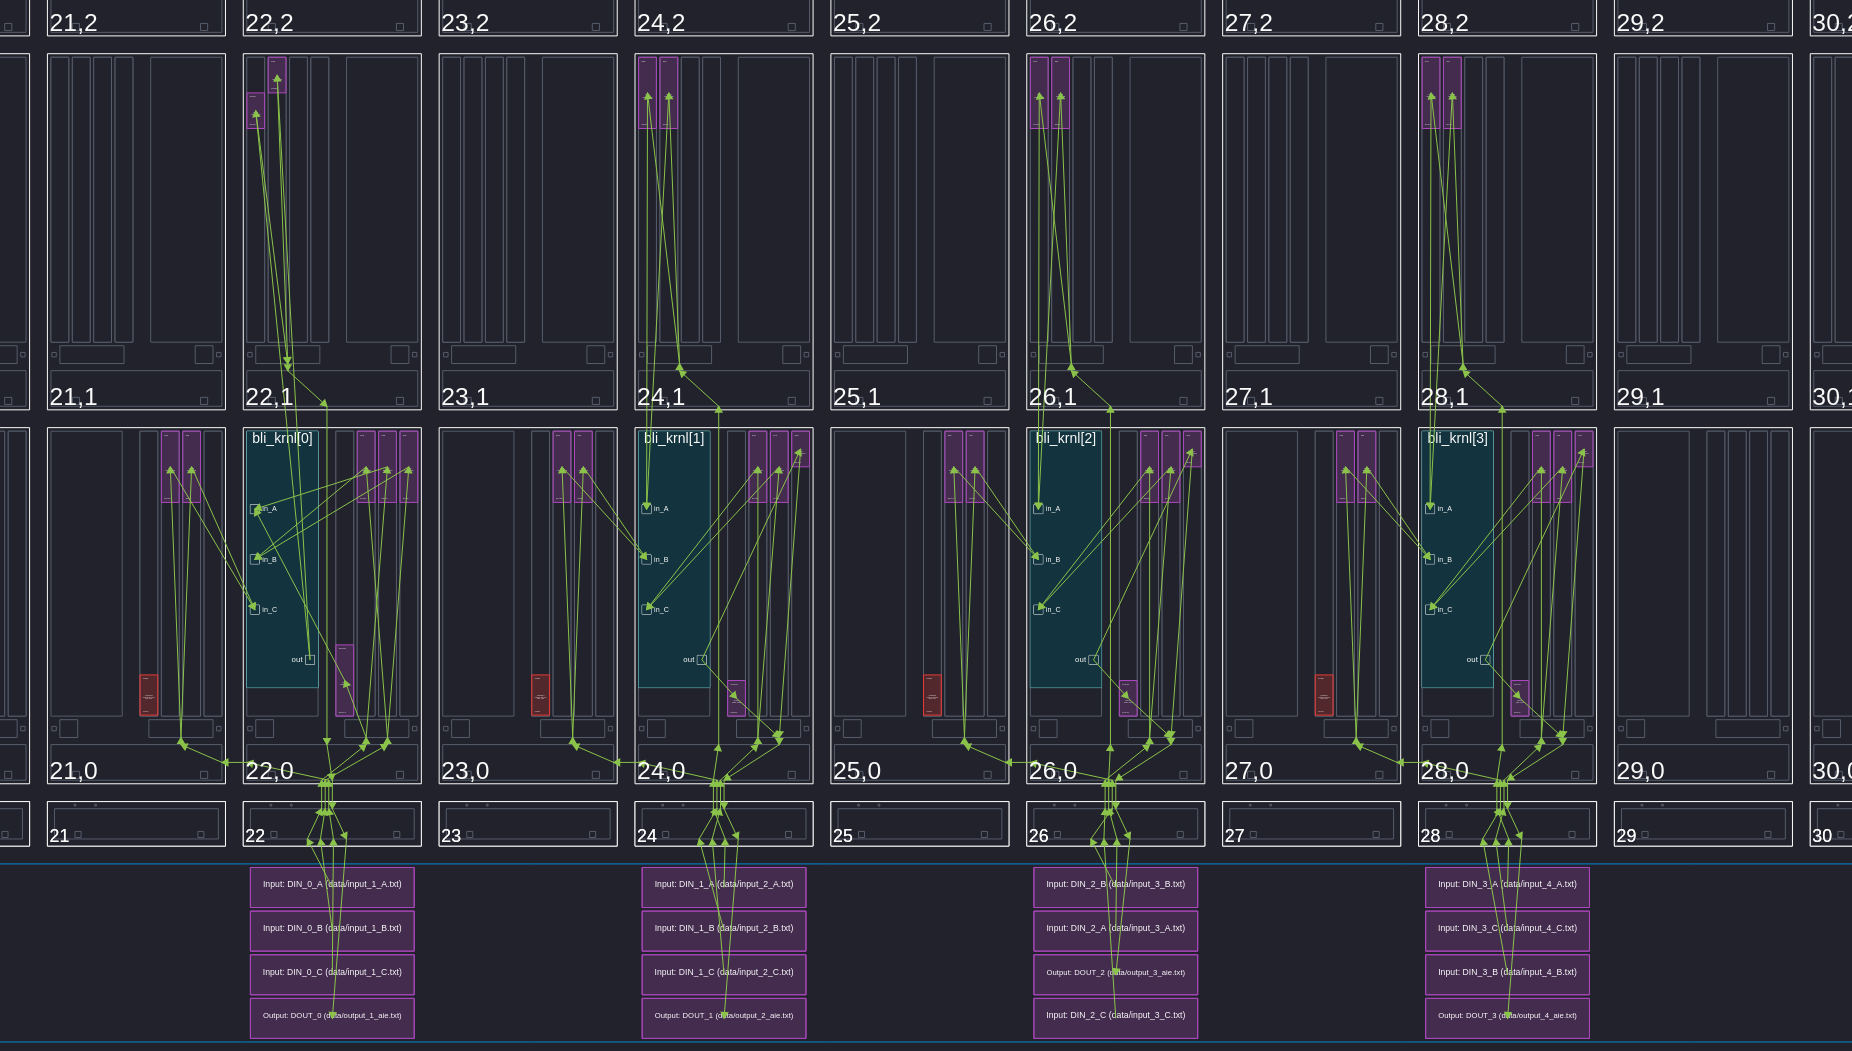 21,2 22,2 23,2 24,2 25,2 26,2 27,2 28,2 29,2 30,2
21,1 22,1 23,1 24,1 25,1 26,1 27,1 28,1 29,1 30,1
bli_krnl[0] bli_krnl[1] bli_krnl[2] bli_krnl[3]
in_A in_A in_A in_A
in_B in_B in_B in_B
in_C in_C in_C in_C
out out out out
21,0 22,0 23,0 24,0 25,0 26,0 27,0 28,0 29,0 30,0
21 22 23 24 25 26 27 28 29 30
Input: DIN_0_A (data/input_1_A.txt) Input: DIN_1_A (data/input_2_A.txt) Input: DIN_2_B (data/input_3_B.txt) Input: DIN_3_A (data/input_4_A.txt)
Input: DIN_0_B (data/input_1_B.txt) Input: DIN_1_B (data/input_2_B.txt) Input: DIN_2_A (data/input_3_A.txt) Input: DIN_3_C (data/input_4_C.txt)
Input: DIN_0_C (data/input_1_C.txt) Input: DIN_1_C (data/input_2_C.txt) Output: DOUT_2 (data/output_3_aie.txt) Input: DIN_3_B (data/input_4_B.txt)
Output: DOUT_0 (data/output_1_aie.txt) Output: DOUT_1 (data/output_2_aie.txt) Input: DIN_2_C (data/input_3_C.txt) Output: DOUT_3 (data/output_4_aie.txt)